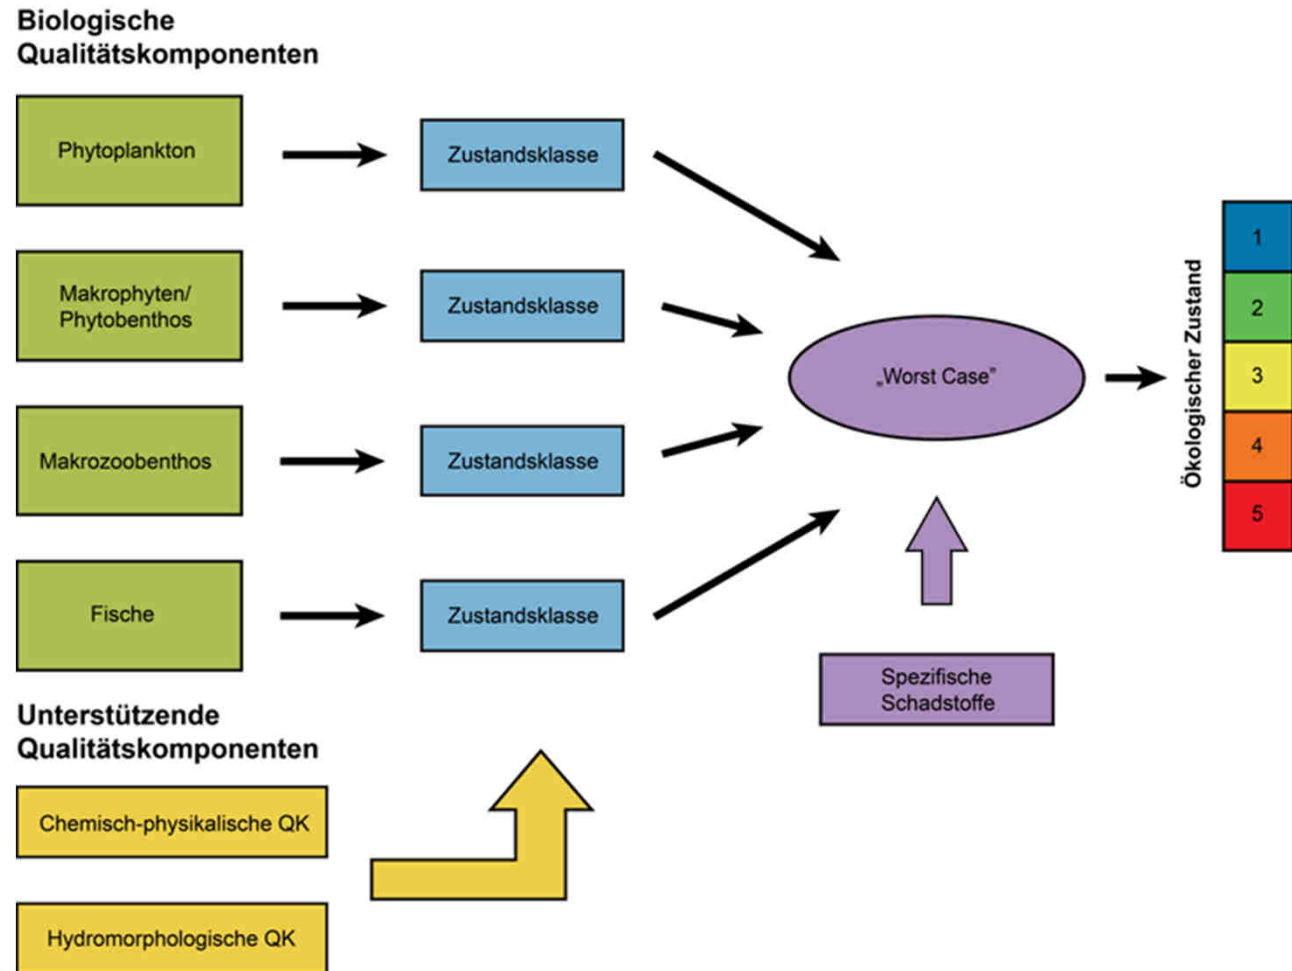 Biologische
Qualitätskomponenten
Phytoplankton
Zustandsklasse
Makrophyten/
Phytobenthos
Zustandsklasse
Makrozoobenthos
Zustandsklasse
Fische
Zustandsklasse
„Worst Case"
Spezifische
Schadstoffe
Ökologischer Zustand
1
2
3
4
5
Unterstützende
Qualitätskomponenten
Chemisch-physikalische QK
Hydromorphologische QK